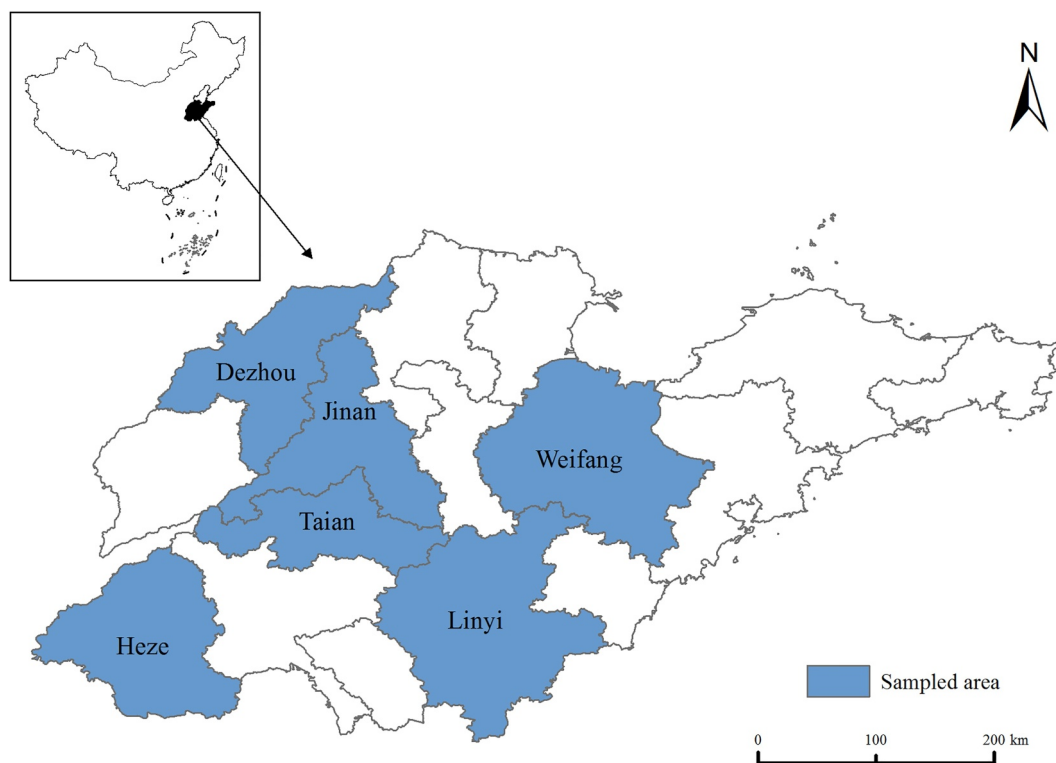 N
Dezhou
Jinan
Weifang
Taian
Linyi
Heze
Sampled area
0 100 200 km